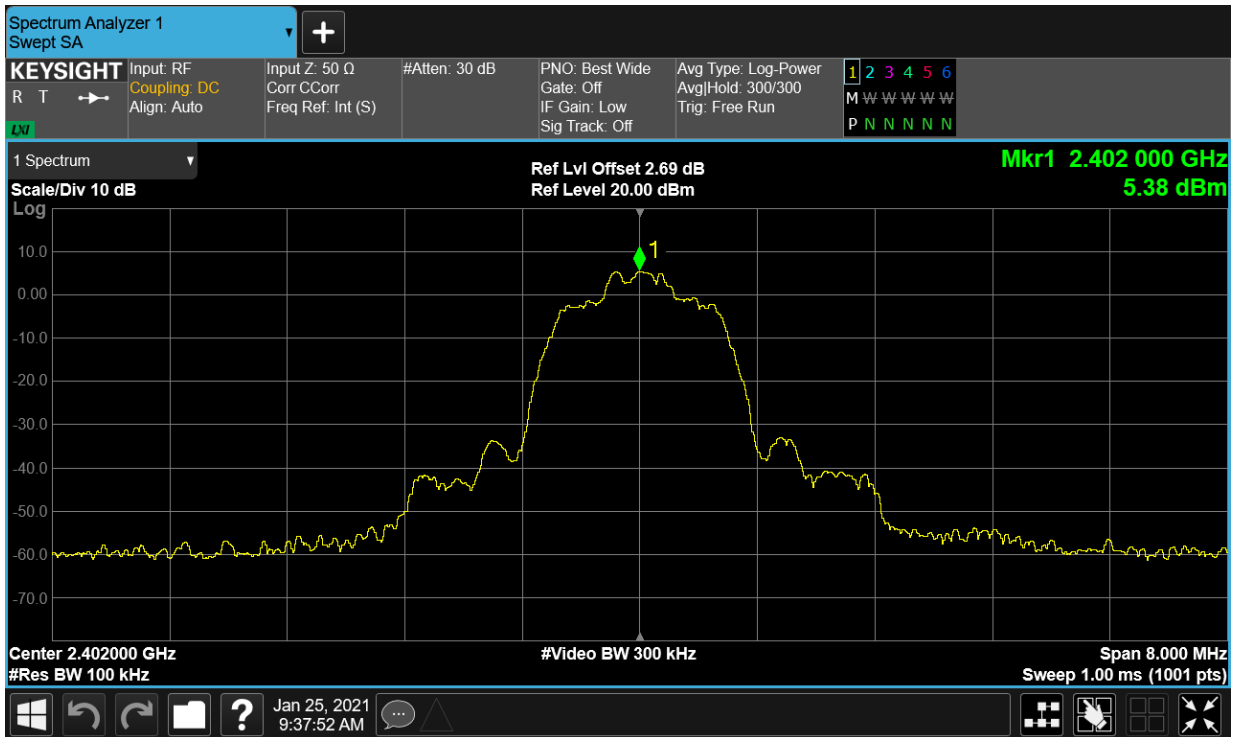 Spectrum Analyzer 1
Swept SA
+
KEYSIGHT
R T
LXI
Input: RF
Coupling: DC
Align: Auto
Input Z: 50 Ω
Corr CCorr
Freq Ref: Int (S)
#Atten: 30 dB
PNO: Best Wide
Gate: Off
IF Gain: Low
Sig Track: Off
Avg Type: Log-Power
Avg|Hold: 300/300
Trig: Free Run
1 2 3 4 5 6
M W W W W W
P N N N N N
1 Spectrum
Scale/Div 10 dB
Log
Ref Lvl Offset 2.69 dB
Ref Level 20.00 dBm
Mkr1 2.402 000 GHz
5.38 dBm
1
10.0
0.00
-10.0
-20.0
-30.0
-40.0
-50.0
-60.0
-70.0
Center 2.402000 GHz
#Res BW 100 kHz
#Video BW 300 kHz
Span 8.000 MHz
Sweep 1.00 ms (1001 pts)
?
Jan 25, 2021
9:37:52 AM